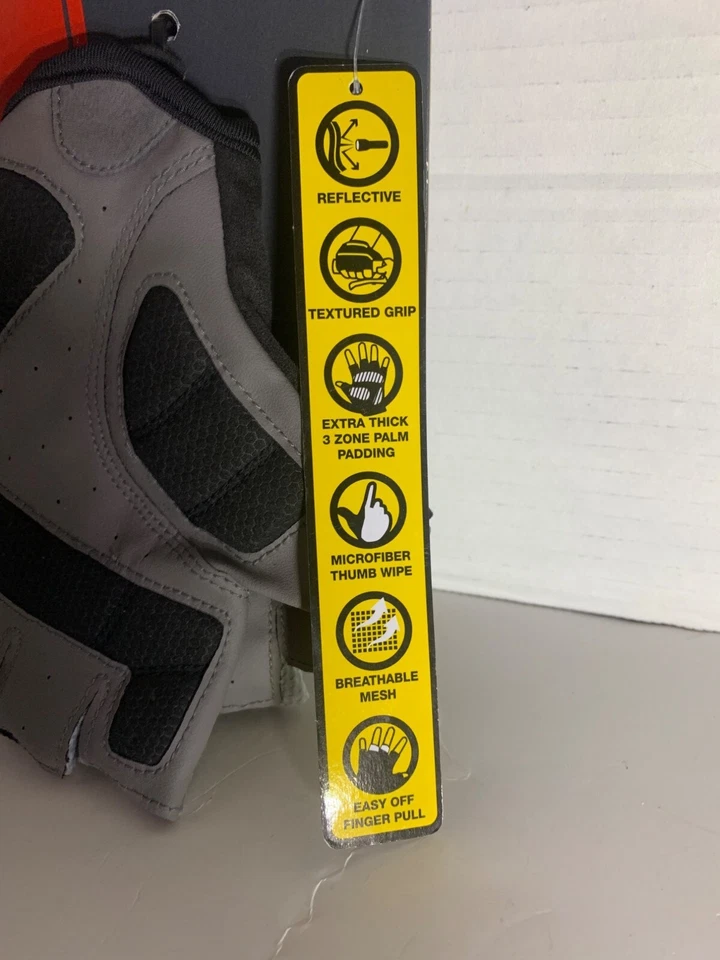 REFLECTIVE
TEXTURED GRIP
EXTRA THICK
3 ZONE PALM
PADDING
MICROFIBER
THUMB WIPE
BREATHABLE
MESH
EASY OFF
FINGER PULL